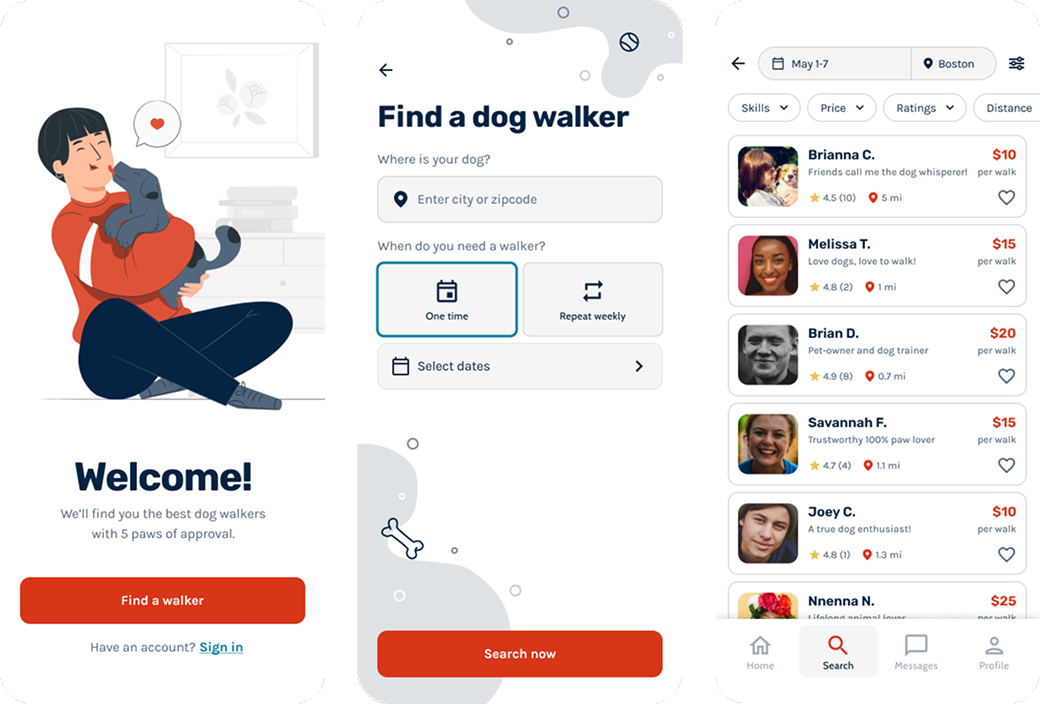 Welcome!
We'll find you the best dog walkers
with 5 paws of approval.
Find a walker
Have an account? Sign in
Find a dog walker
Where is your dog?
Enter city or zipcode
When do you need a walker?
One time
Repeat weekly
Select dates
Search now
May 1-7
Boston
Skills
Price
Ratings
Distance
Brianna C.
$10
Friends call me the dog whisperer!
per walk
4.5 (10)
5 mi
Melissa T.
$15
Love dogs, love to walk!
per walk
4.8 (2)
1 mi
Brian D.
$20
Pet-owner and dog trainer
per walk
4.9 (8)
0.7 mi
Savannah F.
$15
Trustworthy 100% paw lover
per walk
4.7 (4)
1.1 mi
Joey C.
$10
A true dog enthusiast!
per walk
4.8 (1)
1.3 mi
Nnenna N.
$25
Lifelong animal lover
per walk
Home
Search
Messages
Profile